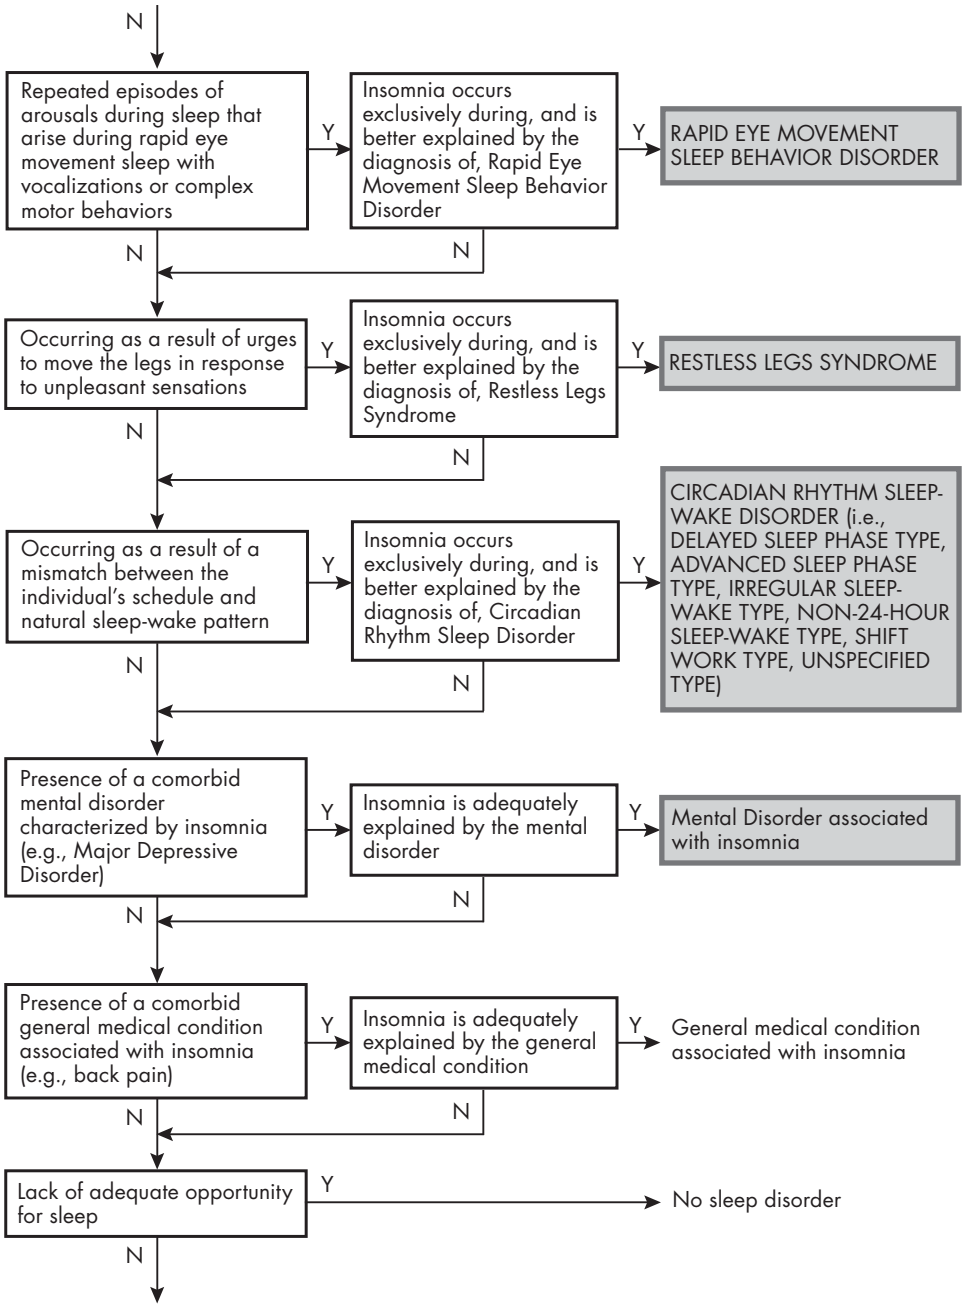 N
Repeated episodes of
arousals during sleep that
arise during rapid eye
movement sleep with
vocalizations or complex
motor behaviors
Y
Insomnia occurs
exclusively during, and is
better explained by the
diagnosis of, Rapid Eye
Movement Sleep Behavior
Disorder
Y
RAPID EYE MOVEMENT
SLEEP BEHAVIOR DISORDER
N
N
Occurring as a result of urges
to move the legs in response
to unpleasant sensations
Y
Insomnia occurs
exclusively during, and is
better explained by the
diagnosis of, Restless Legs
Syndrome
Y
RESTLESS LEGS SYNDROME
N
N
Occurring as a result of a
mismatch between the
individual's schedule and
natural sleep-wake pattern
Y
Insomnia occurs
exclusively during, and is
better explained by the
diagnosis of, Circadian
Rhythm Sleep Disorder
Y
CIRCADIAN RHYTHM SLEEP-
WAKE DISORDER (i.e.,
DELAYED SLEEP PHASE TYPE,
ADVANCED SLEEP PHASE
TYPE, IRREGULAR SLEEP-
WAKE TYPE, NON-24-HOUR
SLEEP-WAKE TYPE, SHIFT
WORK TYPE, UNSPECIFIED
TYPE)
N
N
Presence of a comorbid
mental disorder
characterized by insomnia
(e.g., Major Depressive
Disorder)
Y
Insomnia is adequately
explained by the mental
disorder
Y
Mental Disorder associated
with insomnia
N
N
Presence of a comorbid
general medical condition
associated with insomnia
(e.g., back pain)
Y
Insomnia is adequately
explained by the general
medical condition
Y
General medical condition
associated with insomnia
N
N
Lack of adequate opportunity
for sleep
Y
No sleep disorder
N